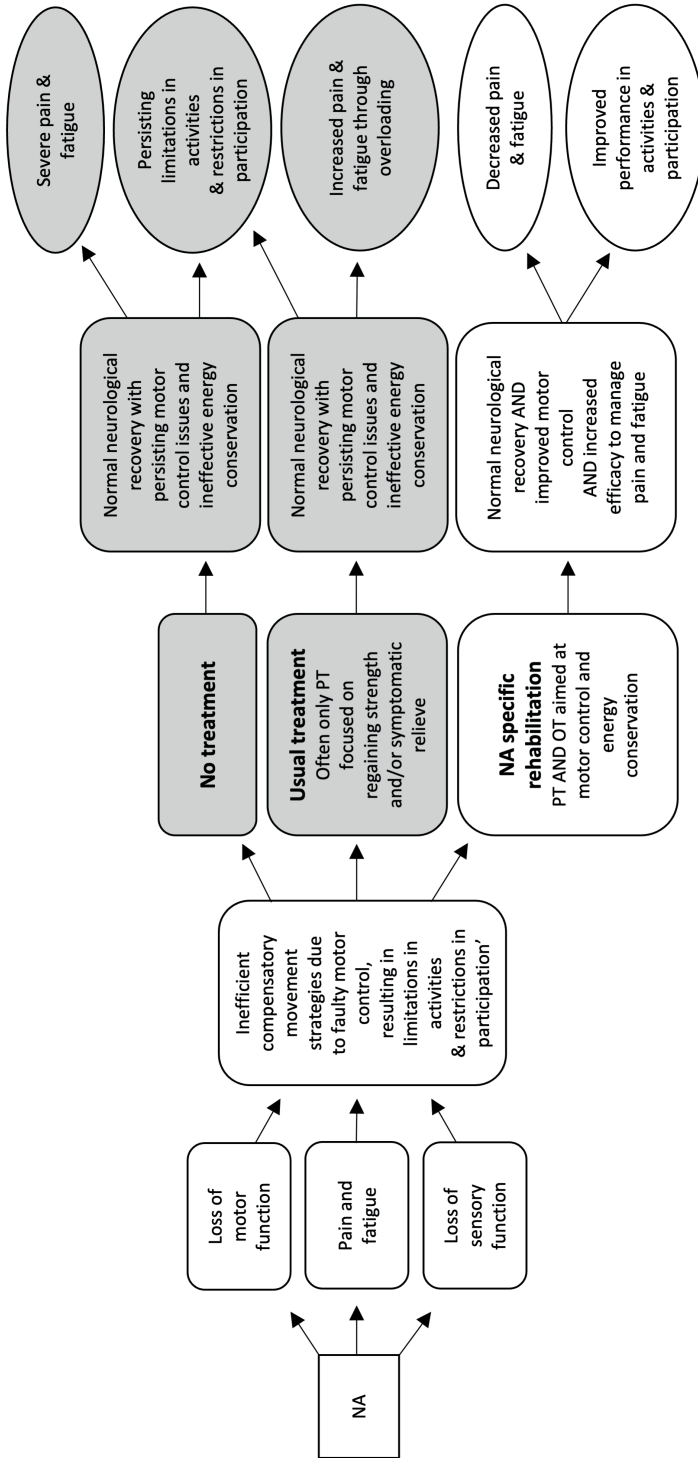 NA
Loss of
motor
function
Pain and
fatigue
Loss of
sensory
function
Inefficient
compensatory
movement
strategies due
to faulty motor
control,
resulting in
limitations in
activities
& restrictions in
participation’
No treatment
Usual treatment
Often only PT
focused on
regaining strength
and/or symptomatic
relieve
NA specific
rehabilitation
PT AND OT aimed at
motor control and
energy
conservation
Normal neurological
recovery with
persisting motor
control issues and
ineffective energy
conservation
Normal neurological
recovery with
persisting motor
control issues and
ineffective energy
conservation
Normal neurological
recovery AND
improved motor
control
AND increased
efficacy to manage
pain and fatigue
Severe pain &
fatigue
Persisting
limitations in
activities
& restrictions in
participation
Increased pain &
fatigue through
overloading
Decreased pain
& fatigue
Improved
performance in
activities &
participation